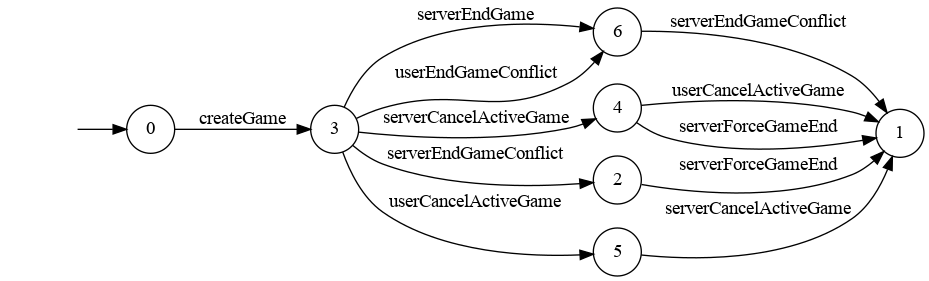 serverEndGame
serverEndGameConflict
6
userEndGameConflict
userCancelActiveGame
createGame
serverCancelActiveGame
4
0
3
serverForceGameEnd
1
serverEndGameConflict
serverForceGameEnd
2
userCancelActiveGame
serverCancelActiveGame
5